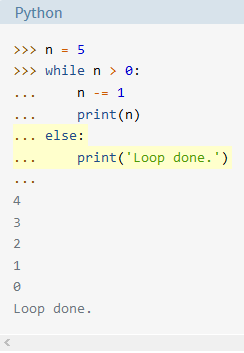 Python
>>> n = 5
>>> while n > 0:
...     n -= 1
...     print(n)
... else:
...     print('Loop done.')
...
4
3
2
1
0
Loop done.